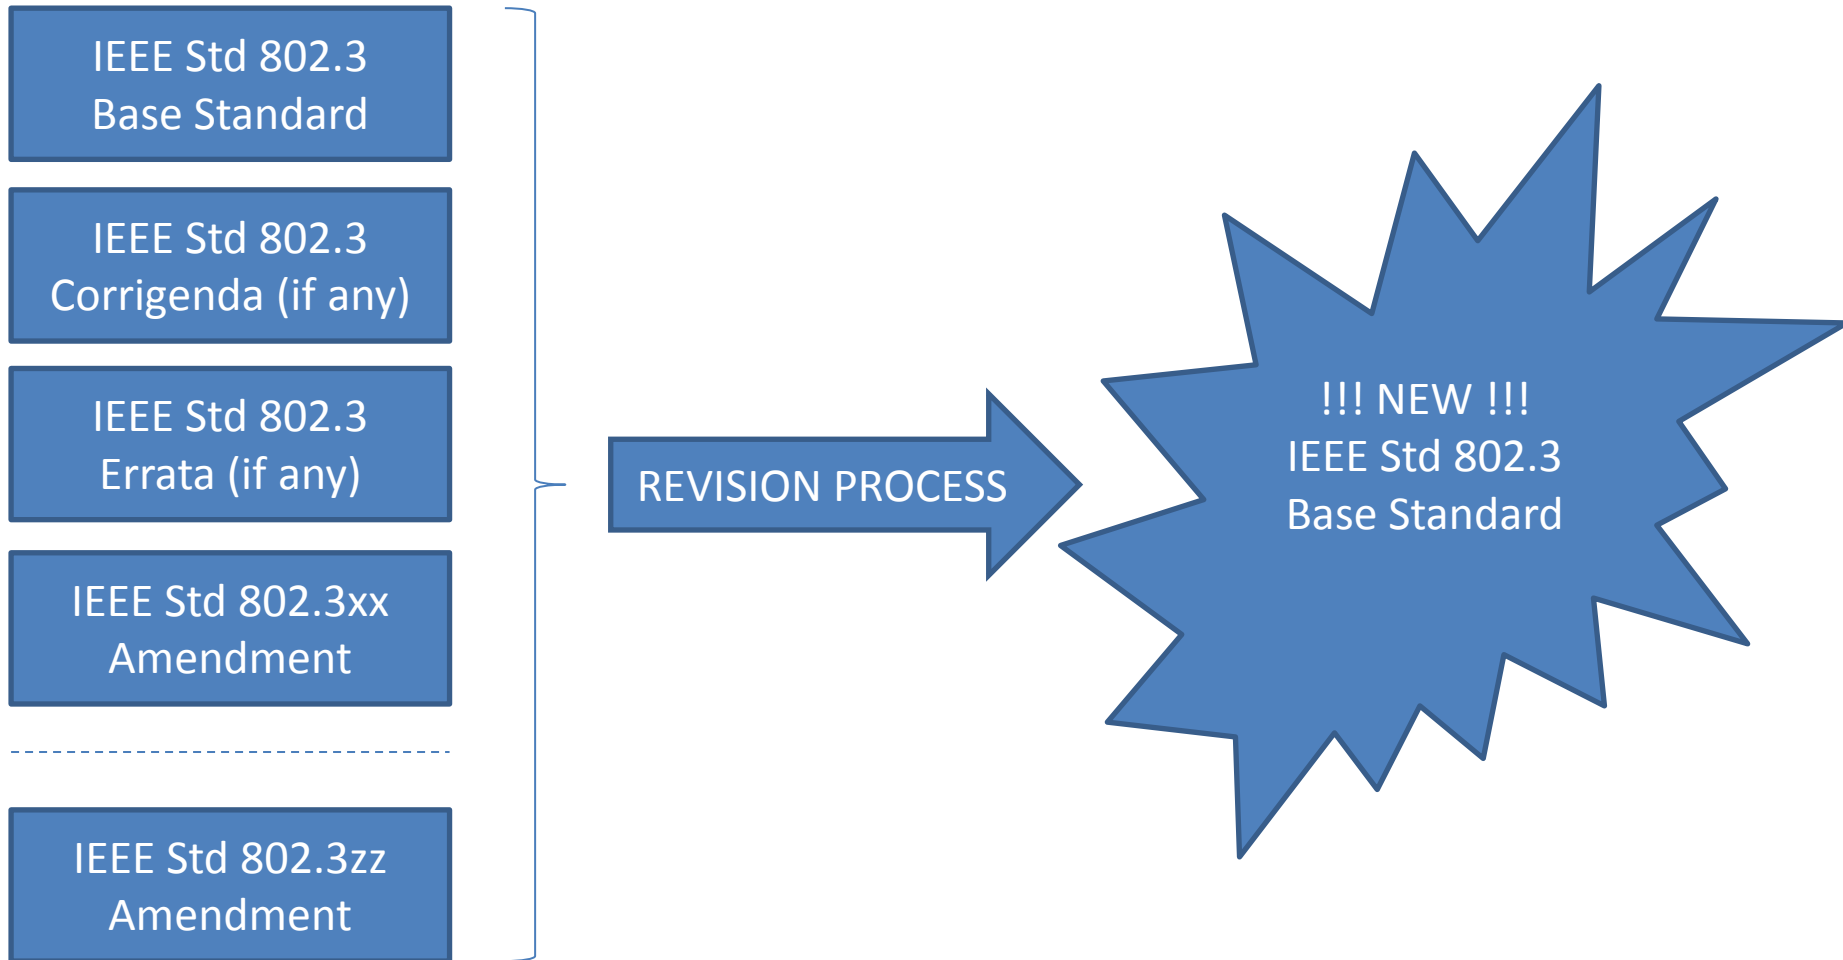 IEEE Std 802.3
Base Standard
IEEE Std 802.3
Corrigenda (if any)
IEEE Std 802.3
Errata (if any)
IEEE Std 802.3xx
Amendment
IEEE Std 802.3zz
Amendment
REVISION PROCESS
!!! NEW !!!
IEEE Std 802.3
Base Standard